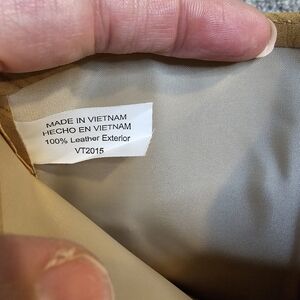 MADE IN VIETNAM
HECHO EN VIETNAM
100% Leather Exterior
VT2015